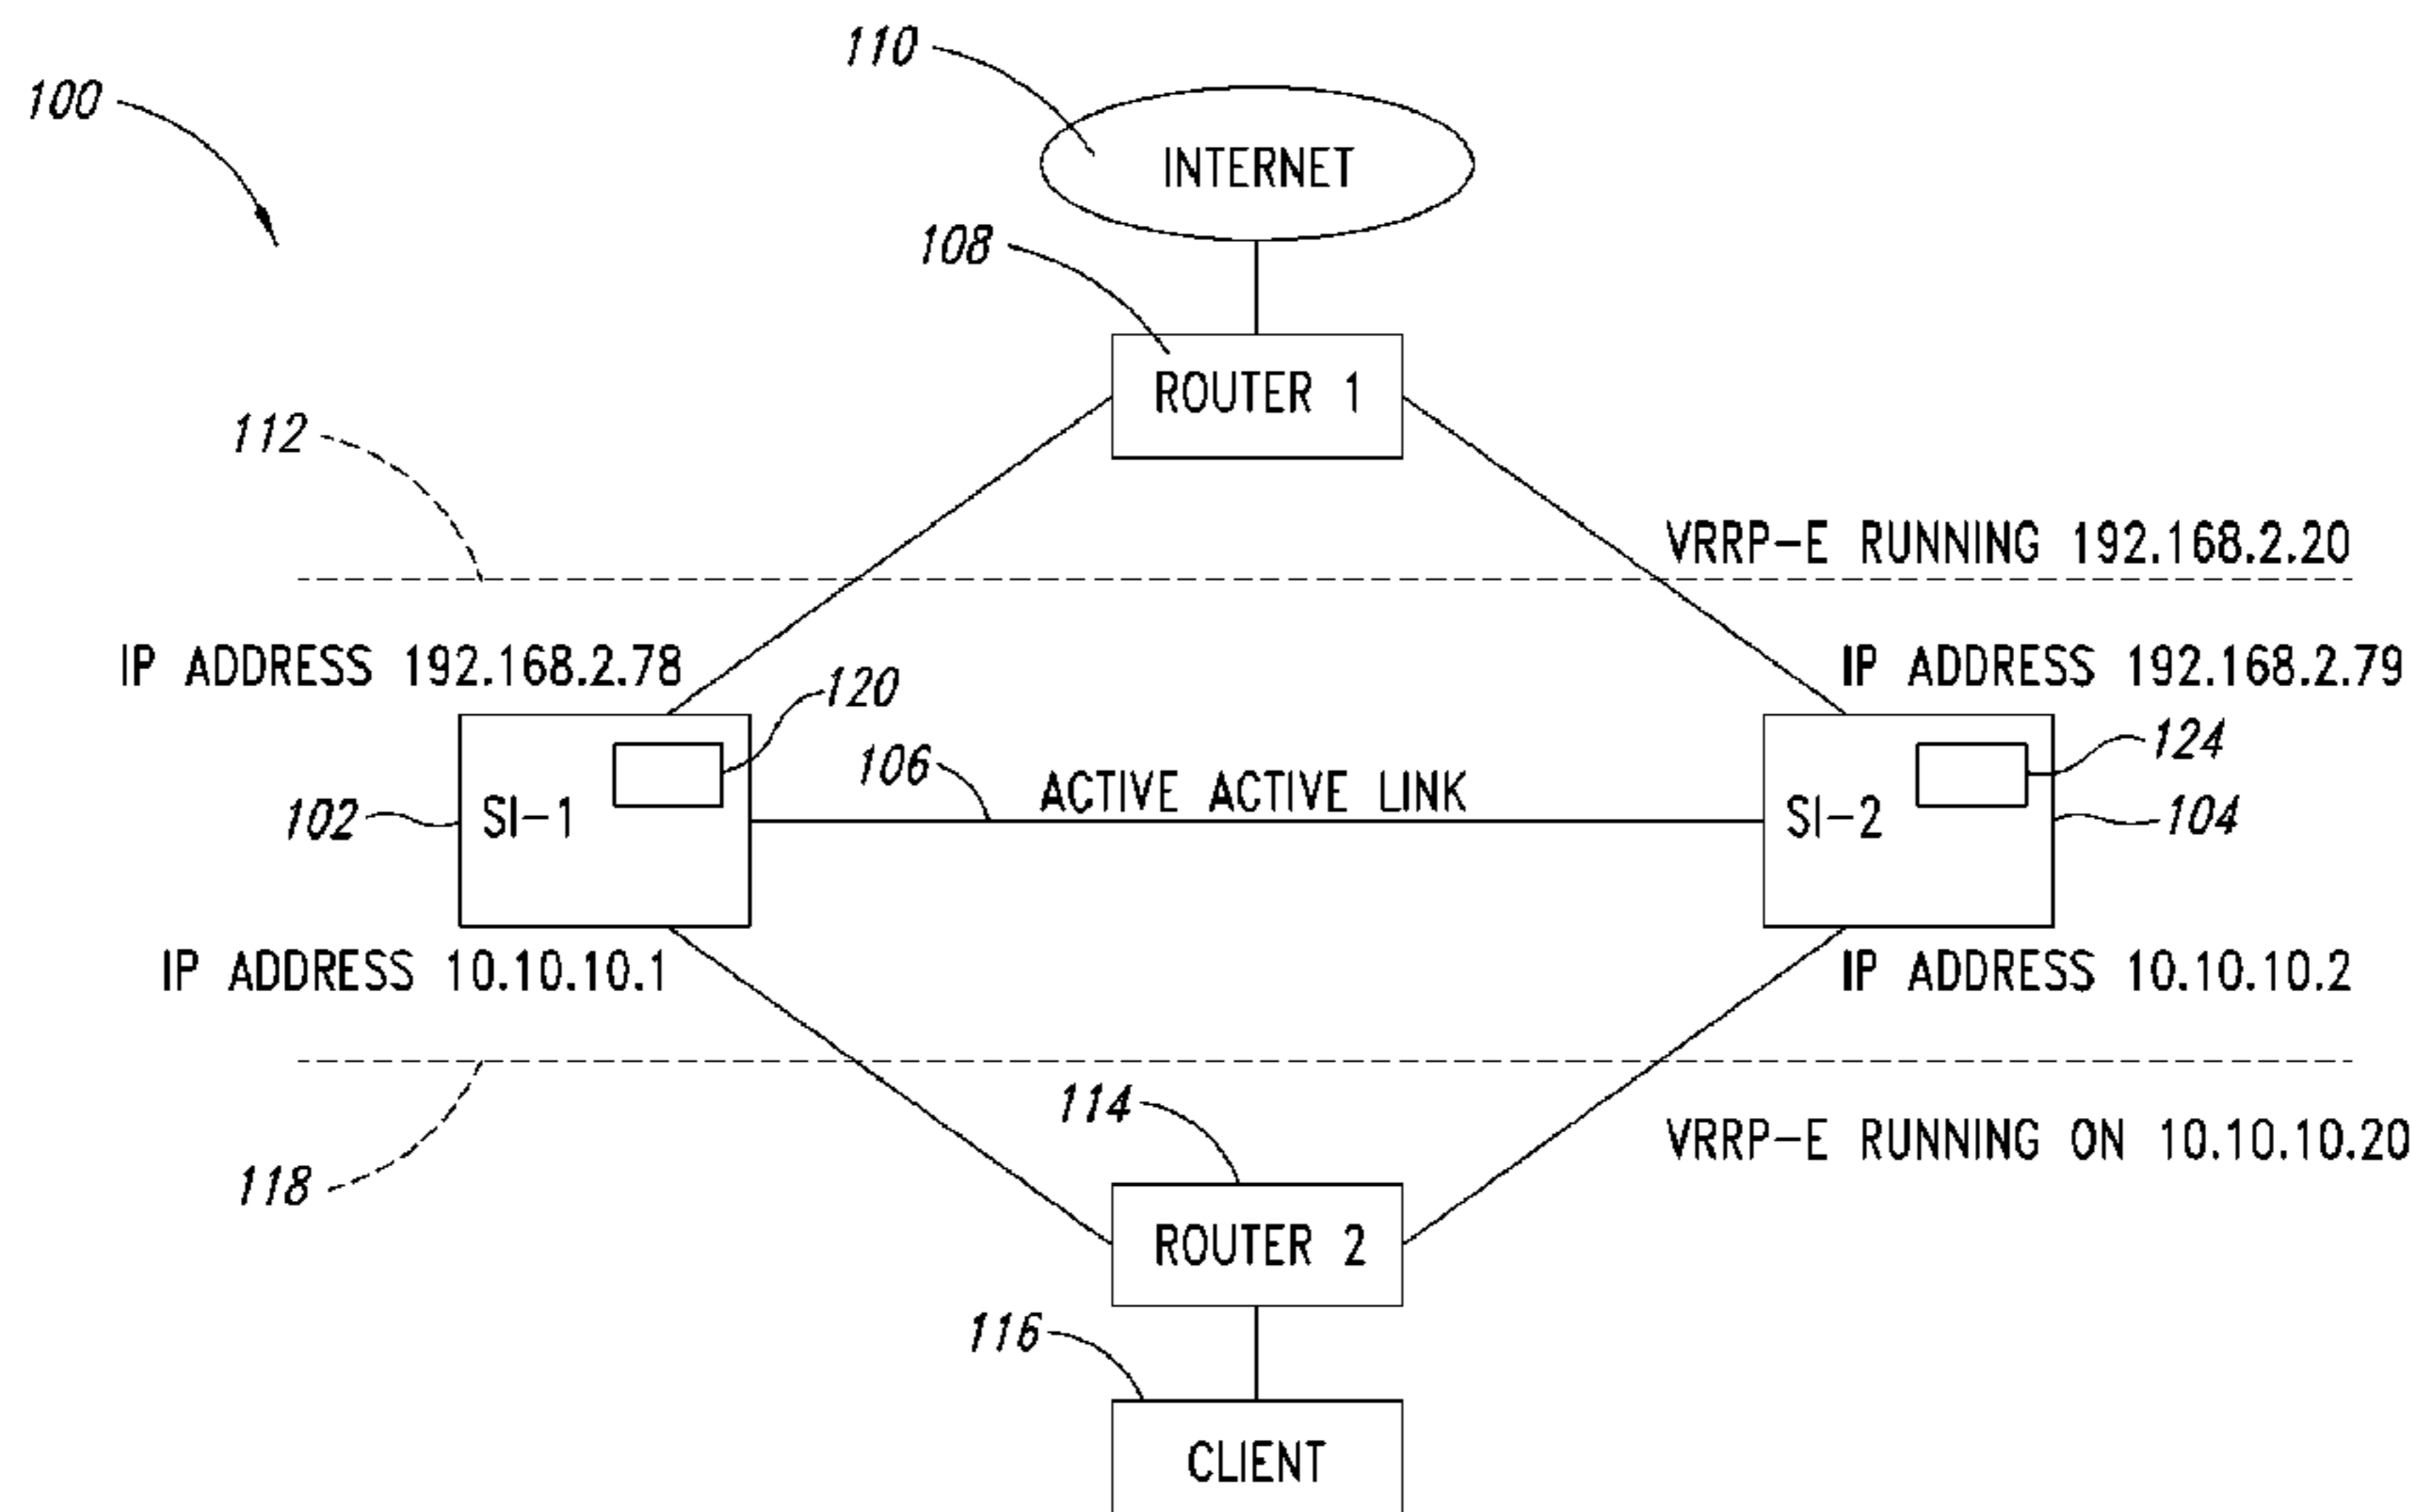 110
100
INTERNET
108
ROUTER 1
112
VRRP-E RUNNING 192.168.2.20
IP ADDRESS 192.168.2.78
IP ADDRESS 192.168.2.79
120
124
106
ACTIVE ACTIVE LINK
102
SI-1
SI-2
104
IP ADDRESS 10.10.10.1
IP ADDRESS 10.10.10.2
114
VRRP-E RUNNING ON 10.10.10.20
118
ROUTER 2
116
CLIENT